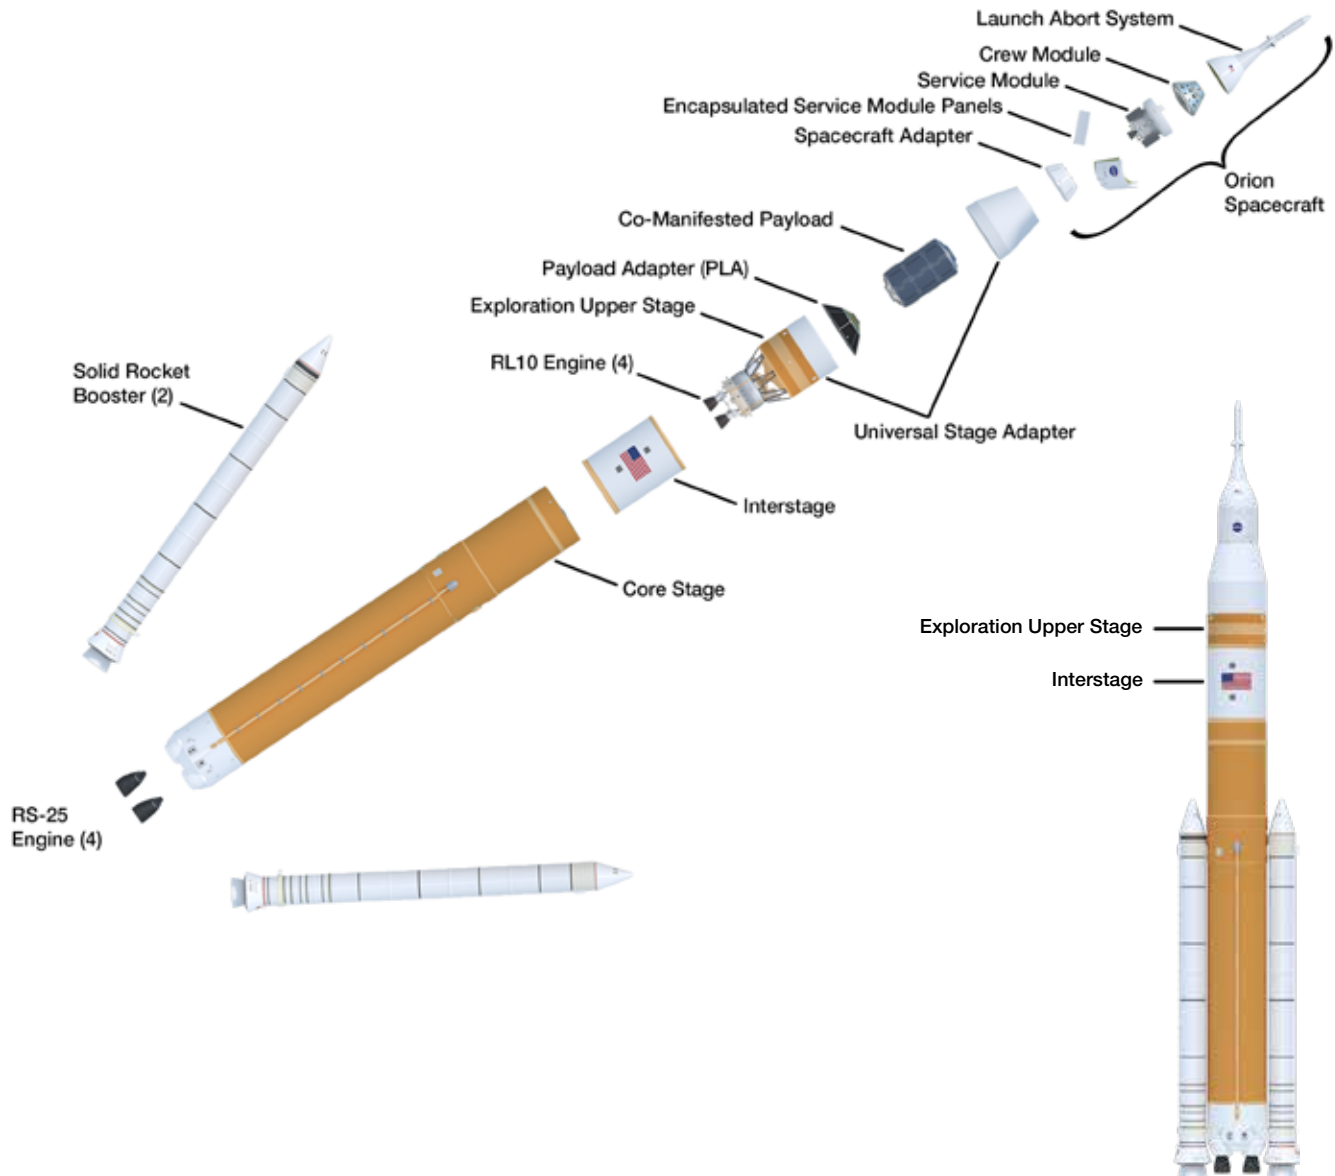 Launch Abort System
Crew Module
Service Module
Encapsulated Service Module Panels
Spacecraft Adapter
Orion
Spacecraft
Co-Manifested Payload
Payload Adapter (PLA)
Exploration Upper Stage
RL10 Engine (4)
Solid Rocket
Booster (2)
Universal Stage Adapter
Interstage
Core Stage
Exploration Upper Stage
Interstage
RS-25
Engine (4)